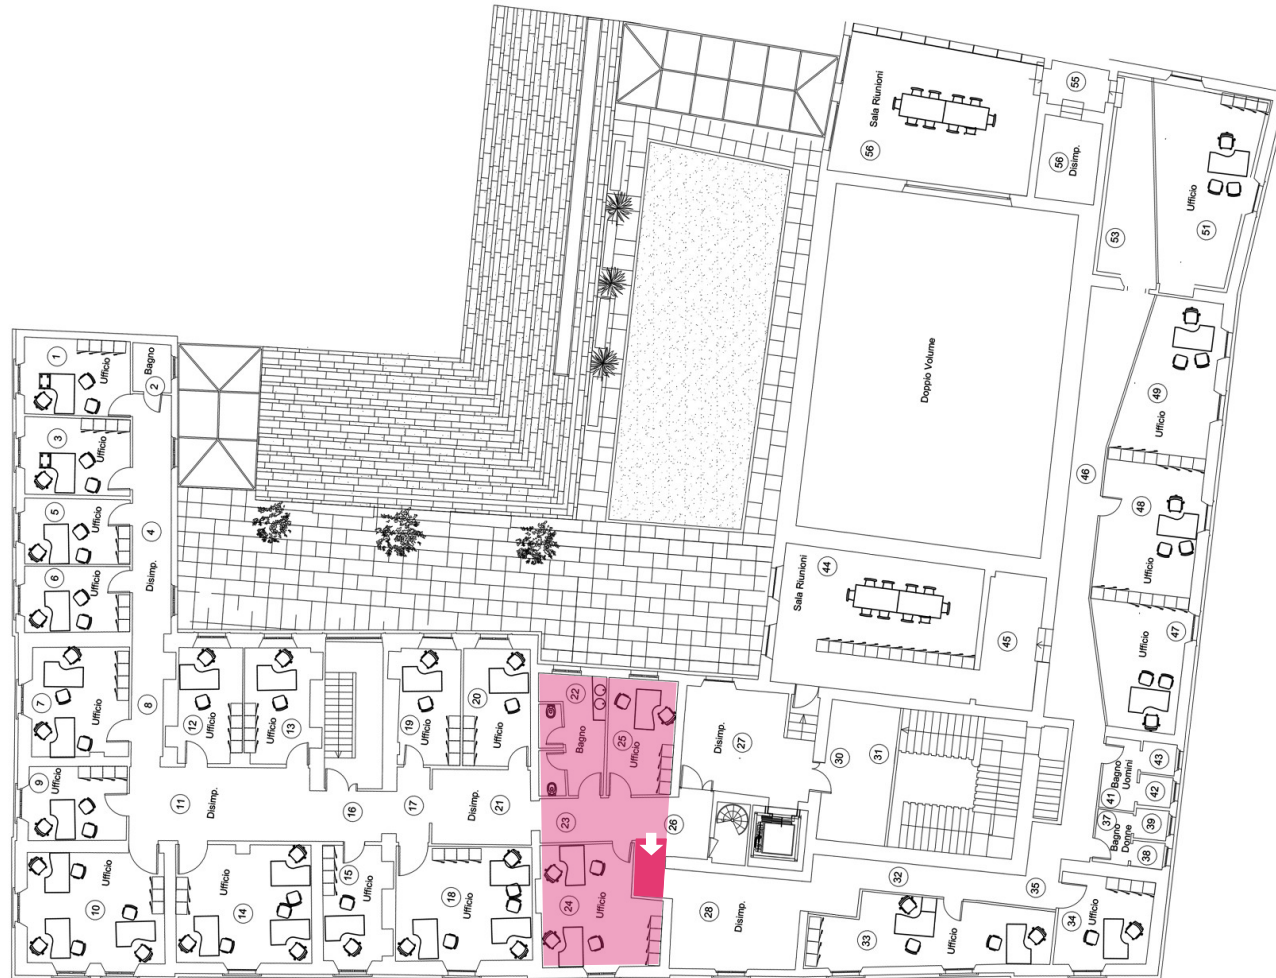 Sala Riunioni
56
55
56
Disimp.
Ufficio
51
53
1
Ufficio
Bagno
2
3
Ufficio
5
Ufficio
4
Disimp.
6
Ufficio
7
Ufficio
8
9
Ufficio
10
Ufficio
11
Disimp.
12
Ufficio
13
Ufficio
14
Ufficio
15
Ufficio
16
17
18
Ufficio
19
Ufficio
20
Ufficio
21
Disimp.
22
Bagno
23
24
Ufficio
25
Ufficio
26
27
Disimp.
28
Disimp.
30
31
32
33
Ufficio
34
Ufficio
35
37
Bagno
Donne
38
39
41
Bagno
Uomini
42
43
44
Sala Riunioni
45
46
47
Ufficio
48
Ufficio
49
Ufficio
Doppio Volume